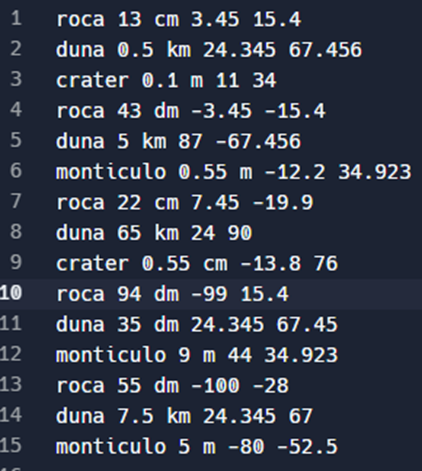 1 roca 13 cm 3.45 15.4
2 duna 0.5 km 24.345 67.456
3 crater 0.1 m 11 34
4 roca 43 dm -3.45 -15.4
5 duna 5 km 87 -67.456
6 monticulo 0.55 m -12.2 34.923
7 roca 22 cm 7.45 -19.9
8 duna 65 km 24 90
9 crater 0.55 cm -13.8 76
10 roca 94 dm -99 15.4
11 duna 35 dm 24.345 67.45
12 monticulo 9 m 44 34.923
13 roca 55 dm -100 -28
14 duna 7.5 km 24.345 67
15 monticulo 5 m -80 -52.5